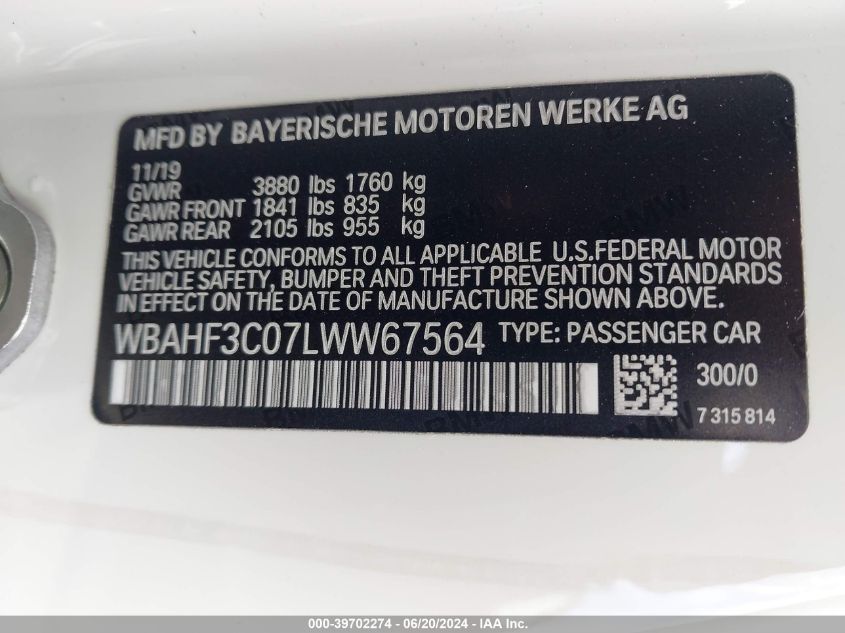 MFD BY BAYERISCHE MOTOREN WERKE AG
11/19
GVWR 3880 lbs 1760 kg
GAWR FRONT 1841 lbs 835 kg
GAWR REAR 2105 lbs 955 kg
THIS VEHICLE CONFORMS TO ALL APPLICABLE U.S.FEDERAL MOTOR
VEHICLE SAFETY, BUMPER AND THEFT PREVENTION STANDARDS
IN EFFECT ON THE DATE OF MANUFACTURE SHOWN ABOVE.
WBAHF3C07LWW67564 TYPE: PASSENGER CAR
300/0
7 315 814
000-39702274 - 06/20/2024 - IAA, Inc.